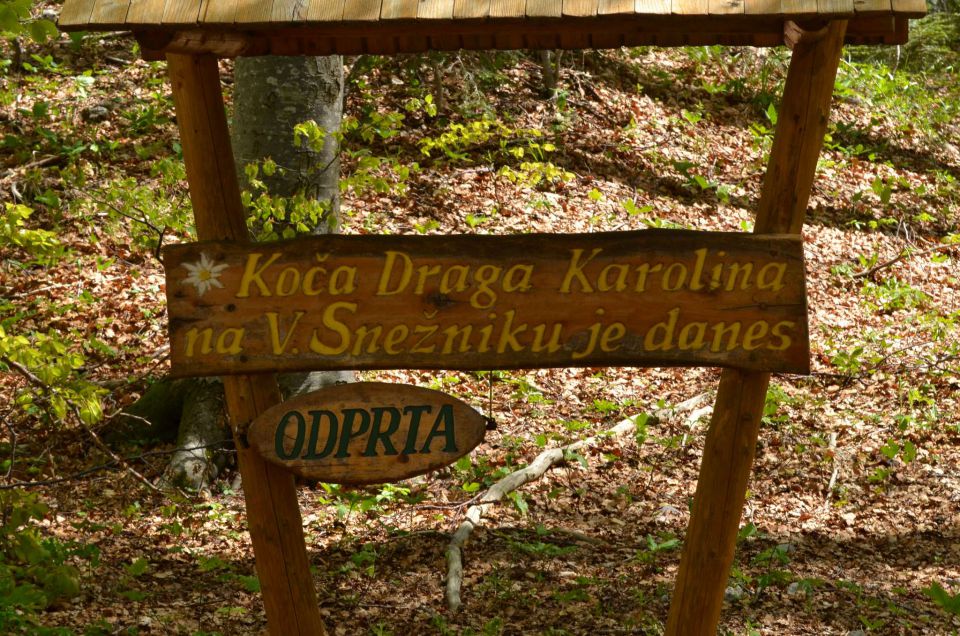 Koča Draga Karolina
na V. Snežniku je danes
ODPRTA